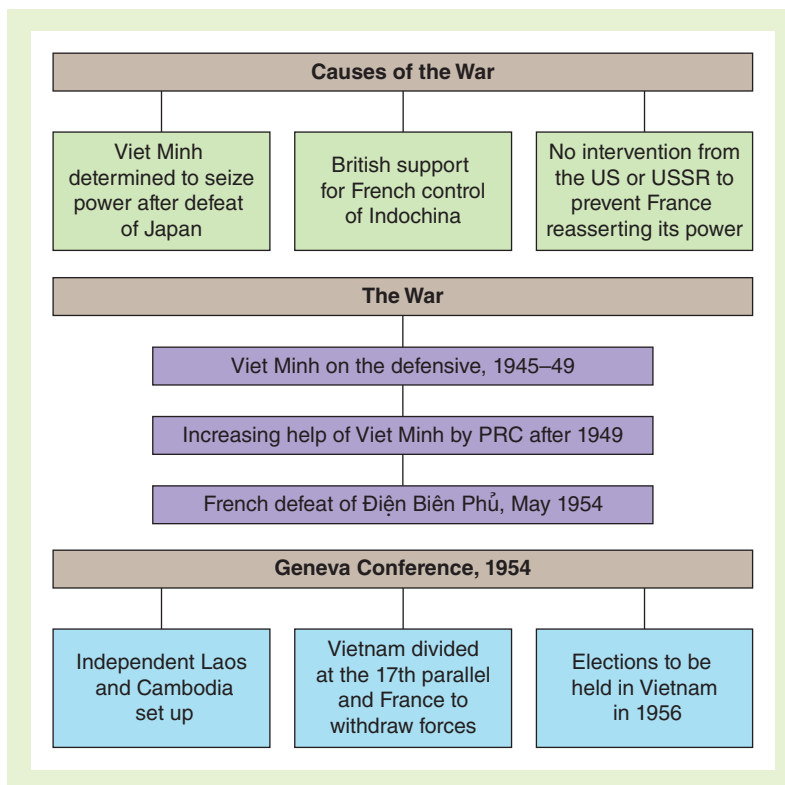 Causes of the War
Viet Minh
determined to seize
power after defeat
of Japan
British support
for French control
of Indochina
No intervention from
the US or USSR to
prevent France
reasserting its power
The War
Viet Minh on the defensive, 1945–49
Increasing help of Viet Minh by PRC after 1949
French defeat of Điện Biên Phủ, May 1954
Geneva Conference, 1954
Independent Laos
and Cambodia
set up
Vietnam divided
at the 17th parallel
and France to
withdraw forces
Elections to be
held in Vietnam
in 1956